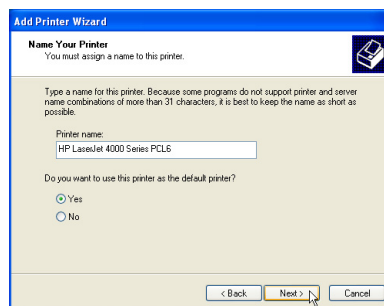 Add Printer Wizard
Name Your Printer
You must assign a name to this printer.
Type a name for this printer. Because some programs do not support printer and server
name combinations of more than 31 characters, it is best to keep the name as short as
possible.
Printer name:
HP LaserJet 4000 Series PCL6
Do you want to use this printer as the default printer?
Yes
No
< Back
Next >
Cancel